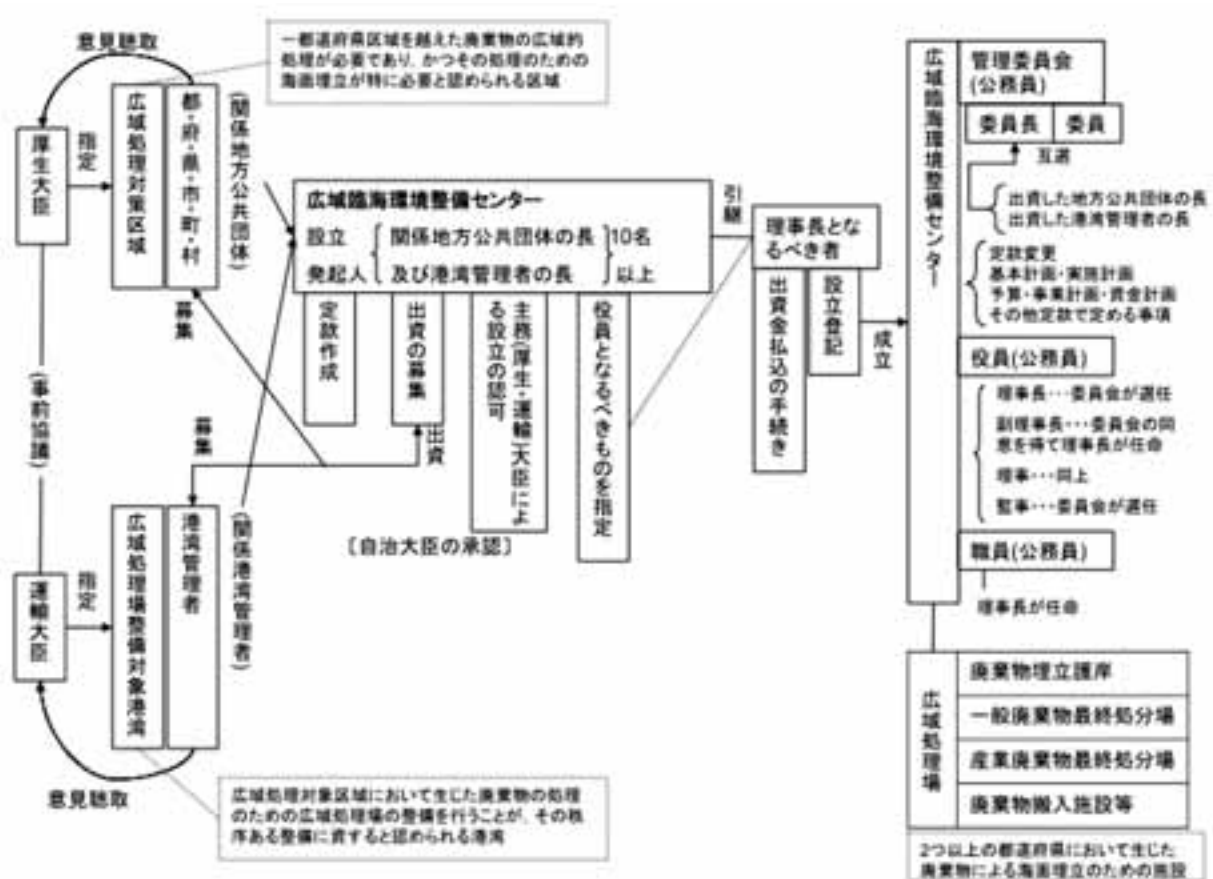 意見聴取
一都道府県区域を越えた廃棄物の広域的
処理が必要であり、かつその処理のための
海面埋立が特に必要と認められる区域
厚生大臣
指定
広域処理対策区域
都・府・県・市・町・村
(関係地方公共団体)
募集
(事前協議)
募集
運輸大臣
指定
広域処理場整備対象港湾
港湾管理者
(関係港湾管理者)
意見聴取
広域処理対象区域において生じた廃棄物の処理
のための広域処理場の整備を行うことが、その秩
序ある整備に資すると認められる港湾
広域臨海環境整備センター
設立
発起人
関係地方公共団体の長
及び港湾管理者の長
10名
以上
定款作成
出資の募集
出資
主務(厚生・運輸)大臣によ
る設立の認可
〔自治大臣の承認〕
役員となるべきものを指定
引継
理事長とな
るべき者
出資金払込の手続き
設立登記
成立
広域臨海環境整備センター
管理委員会
(公務員)
委員長
委員
互選
出資した地方公共団体の長
出資した港湾管理者の長
定款変更
基本計画・実施計画
予算・事業計画・資金計画
その他定款で定める事項
役員(公務員)
理事長・・・委員会が選任
副理事長・・・委員会の同
意を得て理事長が任命
理事・・・同上
監事・・・委員会が選任
職員(公務員)
理事長が任命
広域処理場
廃棄物埋立護岸
一般廃棄物最終処分場
産業廃棄物最終処分場
廃棄物搬入施設等
2つ以上の都道府県において生じた
廃棄物による海面埋立のための施設